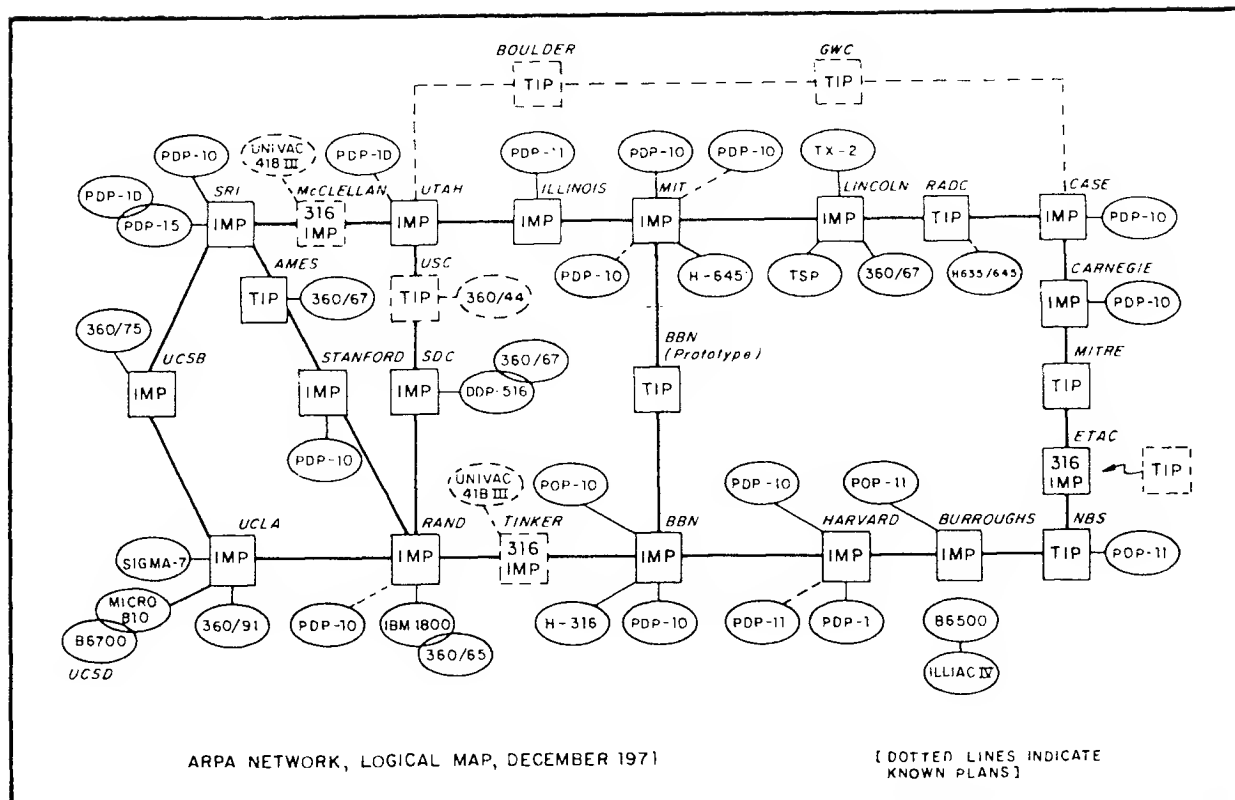 BOULDER
TIP
GWC
TIP
PDP-10
UNIVAC
418 III
PDP-10
PDP-11
PDP-10
PDP-10
TX-2
SRI
McCLELLAN
UTAH
ILLINOIS
MIT
LINCOLN
RADC
CASE
PDP-10
PDP-15
IMP
316
IMP
IMP
IMP
IMP
IMP
TIP
IMP
PDP-10
AMES
USC
PDP-10
H-645
TSP
360/67
H635/645
CARNEGIE
TIP
360/67
TIP
360/44
IMP
PDP-10
360/75
UCSB
STANFORD
SDC
360/67
BBN
(Prototype)
MITRE
IMP
IMP
IMP
DDP-516
TIP
TIP
PDP-10
ETAC
316
IMP
TIP
UNIVAC
418 III
POP-10
PDP-10
POP-11
UCLA
RAND
TINKER
BBN
HARVARD
BURROUGHS
NBS
SIGMA-7
IMP
IMP
316
IMP
IMP
IMP
IMP
TIP
POP-11
MICRO
810
B6700
UCSD
360/91
PDP-10
IBM 1800
360/65
H-316
PDP-10
PDP-11
PDP-1
B6500
ILLIAC IV
ARPA NETWORK, LOGICAL MAP, DECEMBER 1971
[DOTTED LINES INDICATE
KNOWN PLANS]